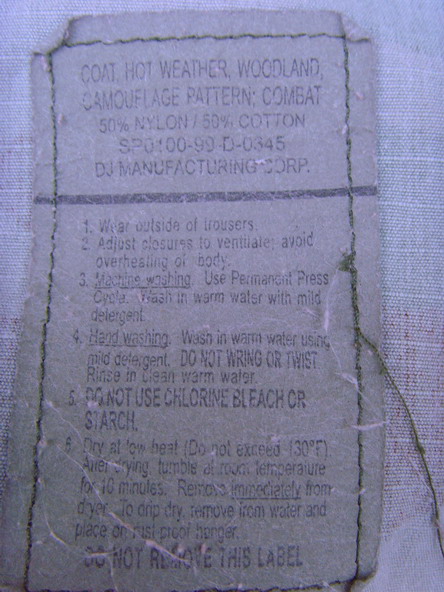 COAT, HOT WEATHER, WOODLAND,
CAMOUFLAGE PATTERN: COMBAT
50% NYLON / 50% COTTON
SP0100-99-D-0345
DJ MANUFACTURING CORP.
1. Wear outside of trousers.
2. Adjust closures to ventilate; avoid
overheating of body.
3. Machine washing. Use Permanent Press
Cycle. Wash in warm water with mild
detergent.
4. Hand washing. Wash in warm water using
mild detergent. DO NOT WRING OR TWIST
Rinse in clean warm water.
5. DO NOT USE CHLORINE BLEACH OR
STARCH.
6. Dry at low heat (Do not exceed 130°F).
After drying, tumble at room temperature
for 10 minutes. Remove immediately from
dryer. To drip dry, remove from water and
place on rust proof hanger.
DO NOT REMOVE THIS LABEL